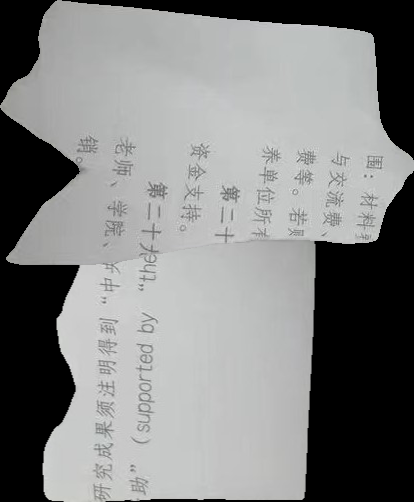 围：材料
与交流费、
费等。若
养单位所
第二十
资金支持。
第二十
老师、学院、
销。
研究成果须注明得到“中央
助”（supported by “the